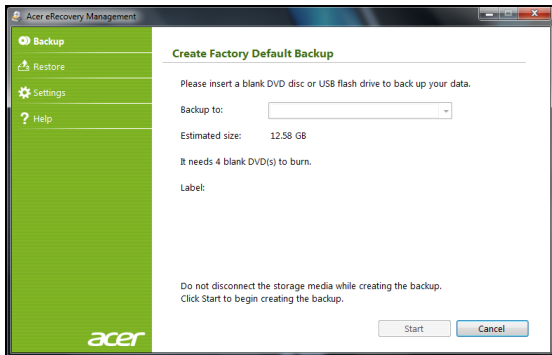 Acer eRecovery Management
Backup
Restore
Settings
Help
Create Factory Default Backup
Please insert a blank DVD disc or USB flash drive to back up your data.
Backup to:
Estimated size: 12.58 GB
It needs 4 blank DVD(s) to burn.
Label:
Do not disconnect the storage media while creating the backup.
Click Start to begin creating the backup.
Start Cancel
acer